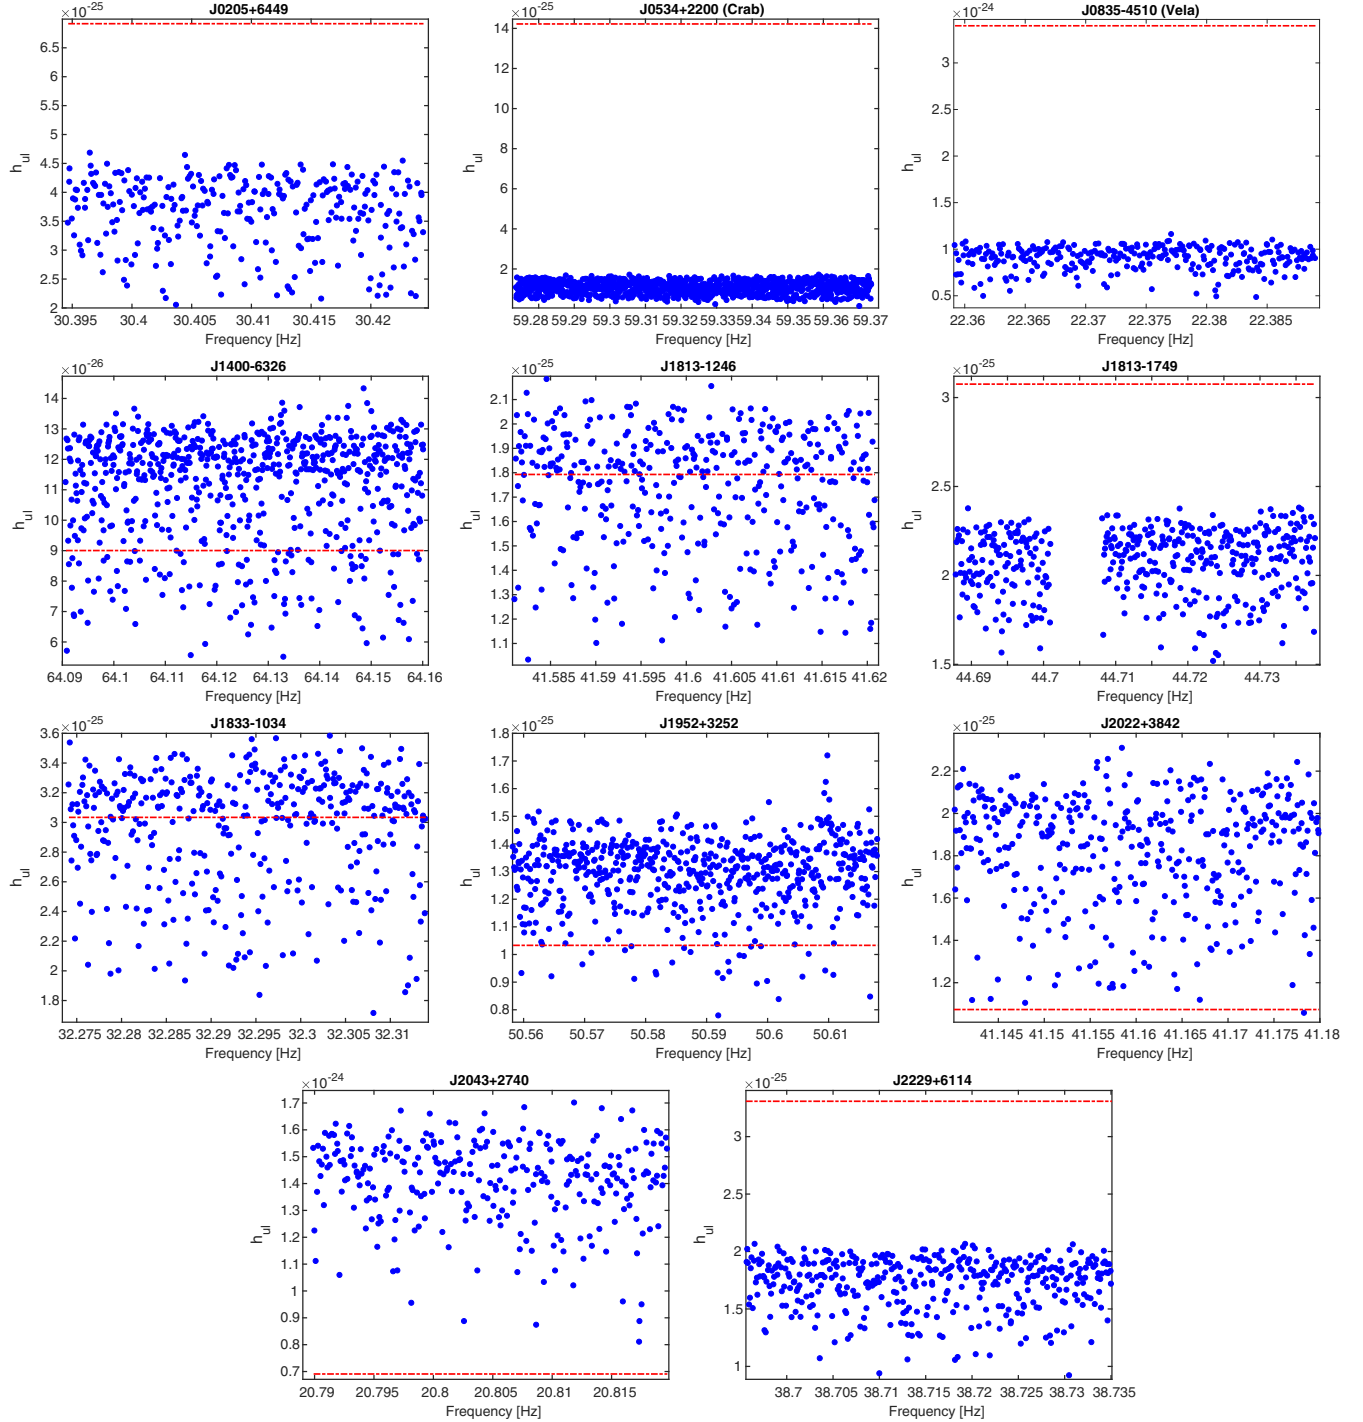 J0205+6449
×10-25
6.5
6
5.5
5
4.5
4
3.5
3
2.5
2
hul
30.395 30.4 30.405 30.41 30.415 30.42
Frequency [Hz]
J0534+2200 (Crab)
×10-25
14
12
10
8
6
4
2
hul
59.28 59.29 59.3 59.31 59.32 59.33 59.34 59.35 59.36 59.37
Frequency [Hz]
J0835-4510 (Vela)
×10-24
3
2.5
2
1.5
1
0.5
hul
22.36 22.365 22.37 22.375 22.38 22.385
Frequency [Hz]
J1400-6326
×10-26
14
13
12
11
10
9
8
7
6
hul
64.09 64.1 64.11 64.12 64.13 64.14 64.15 64.16
Frequency [Hz]
J1813-1246
×10-25
2.1
2
1.9
1.8
1.7
1.6
1.5
1.4
1.3
1.2
1.1
hul
41.585 41.59 41.595 41.6 41.605 41.61 41.615 41.62
Frequency [Hz]
J1813-1749
×10-25
3
2.5
2
1.5
hul
44.69 44.7 44.71 44.72 44.73
Frequency [Hz]
J1833-1034
×10-25
3.6
3.4
3.2
3
2.8
2.6
2.4
2.2
2
1.8
hul
32.275 32.28 32.285 32.29 32.295 32.3 32.305 32.31
Frequency [Hz]
J1952+3252
×10-25
1.8
1.7
1.6
1.5
1.4
1.3
1.2
1.1
1
0.9
0.8
hul
50.56 50.57 50.58 50.59 50.6 50.61
Frequency [Hz]
J2022+3842
×10-25
2.2
2
1.8
1.6
1.4
1.2
hul
41.145 41.15 41.155 41.16 41.165 41.17 41.175 41.18
Frequency [Hz]
J2043+2740
×10-24
1.7
1.6
1.5
1.4
1.3
1.2
1.1
1
0.9
0.8
0.7
hul
20.79 20.795 20.8 20.805 20.81 20.815
Frequency [Hz]
J2229+6114
×10-25
3
2.5
2
1.5
1
hul
38.7 38.705 38.71 38.715 38.72 38.725 38.73 38.735
Frequency [Hz]